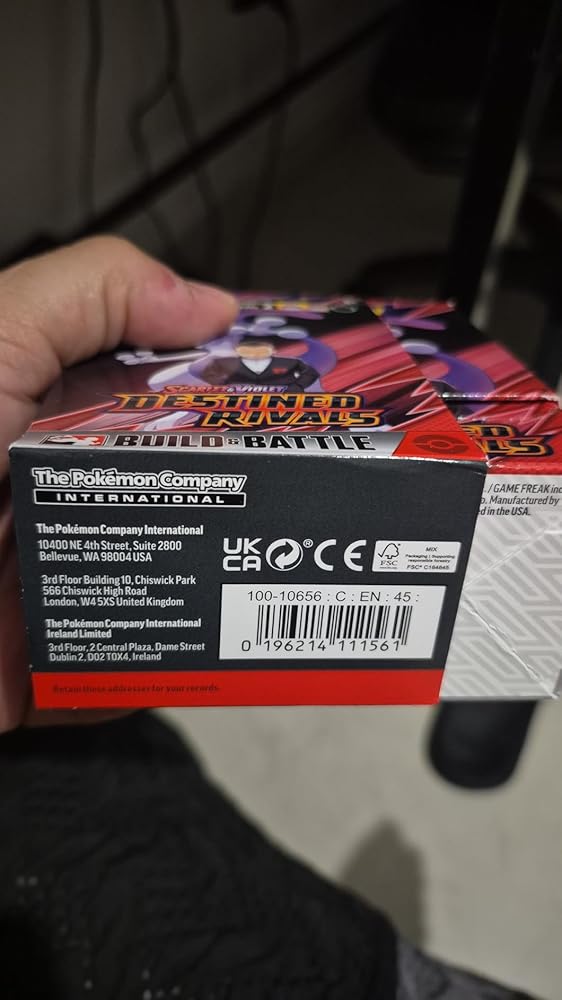 SCARLET & VIOLET
DESTINED
RIVALS
BUILD & BATTLE
The Pokémon Company
INTERNATIONAL
The Pokémon Company International
10400 NE 4th Street, Suite 2800
Bellevue, WA 98004 USA
3rd Floor Building 10, Chiswick Park
566 Chiswick High Road
London, W4 5XS United Kingdom
The Pokémon Company International
Ireland Limited
3rd Floor, 2 Central Plaza, Dame Street
Dublin 2, D02 T0X4, Ireland
Retain these addresses for your records.
UK
CA
CE
FSC
MIX
Packaging | Supporting
responsible forestry
FSC® C164845
100-10656 : C : EN : 45 :
0 196214 111561
ED
LS
. / GAME FREAK inc
o. Manufactured by
ed in the USA.